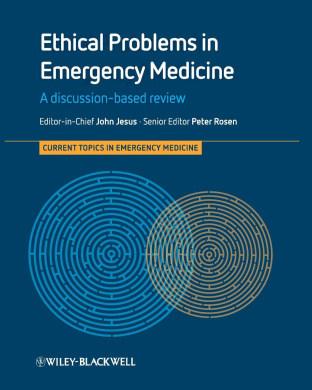 Ethical Problems in
Emergency Medicine
A discussion-based review
Editor-in-Chief John Jesus · Senior Editor Peter Rosen
CURRENT TOPICS IN EMERGENCY MEDICINE
WILEY-BLACKWELL